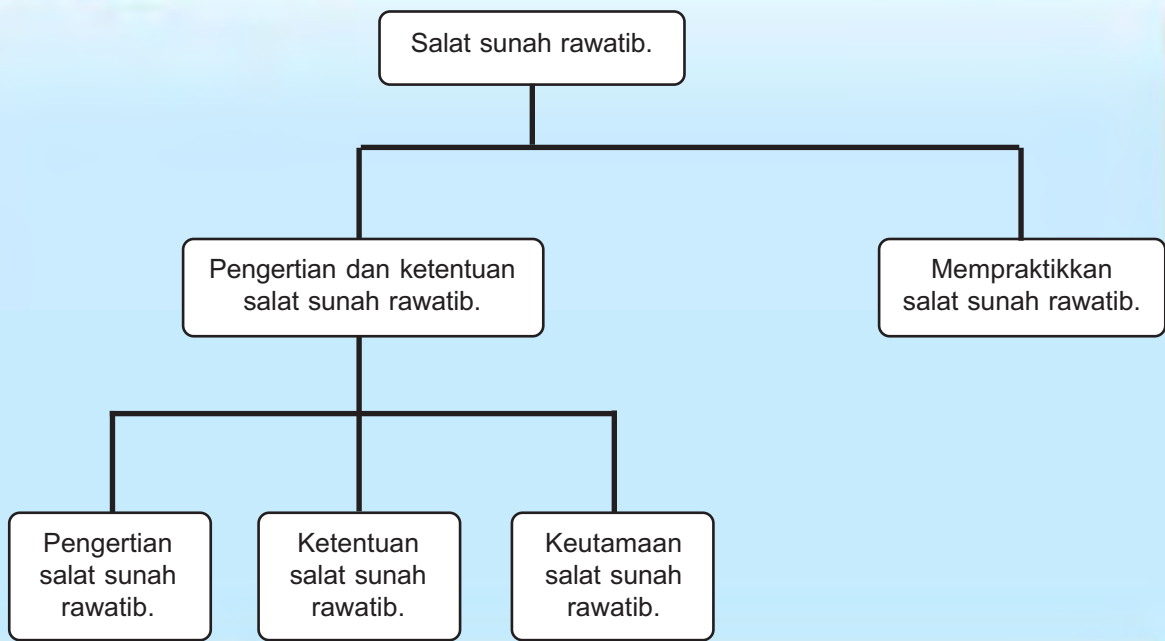 Salat sunah rawatib.
Pengertian dan ketentuan
salat sunah rawatib.
Mempraktikkan
salat sunah rawatib.
Pengertian
salat sunah
rawatib.
Ketentuan
salat sunah
rawatib.
Keutamaan
salat sunah
rawatib.